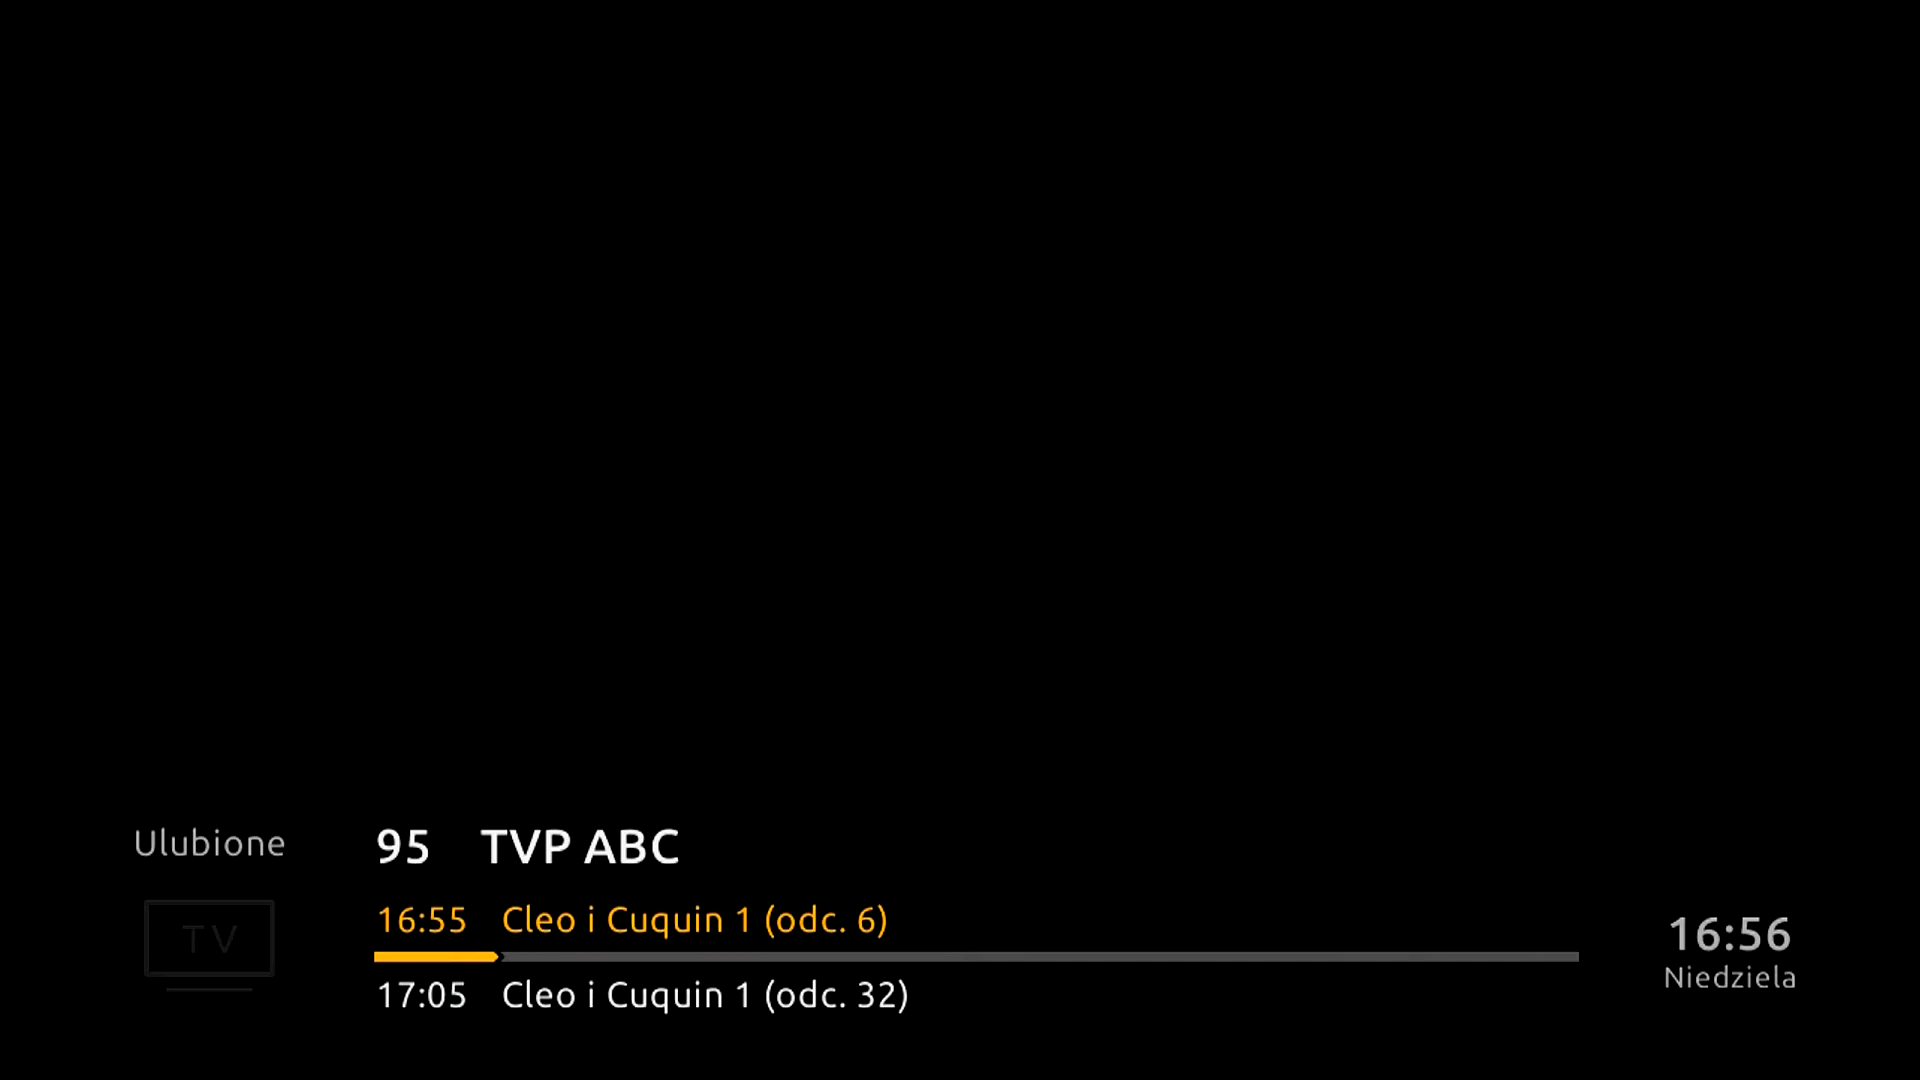 Ulubione
95 TVP ABC
TV
16:55 Cleo i Cuquin 1 (odc. 6)
17:05 Cleo i Cuquin 1 (odc. 32)
16:56
Niedziela